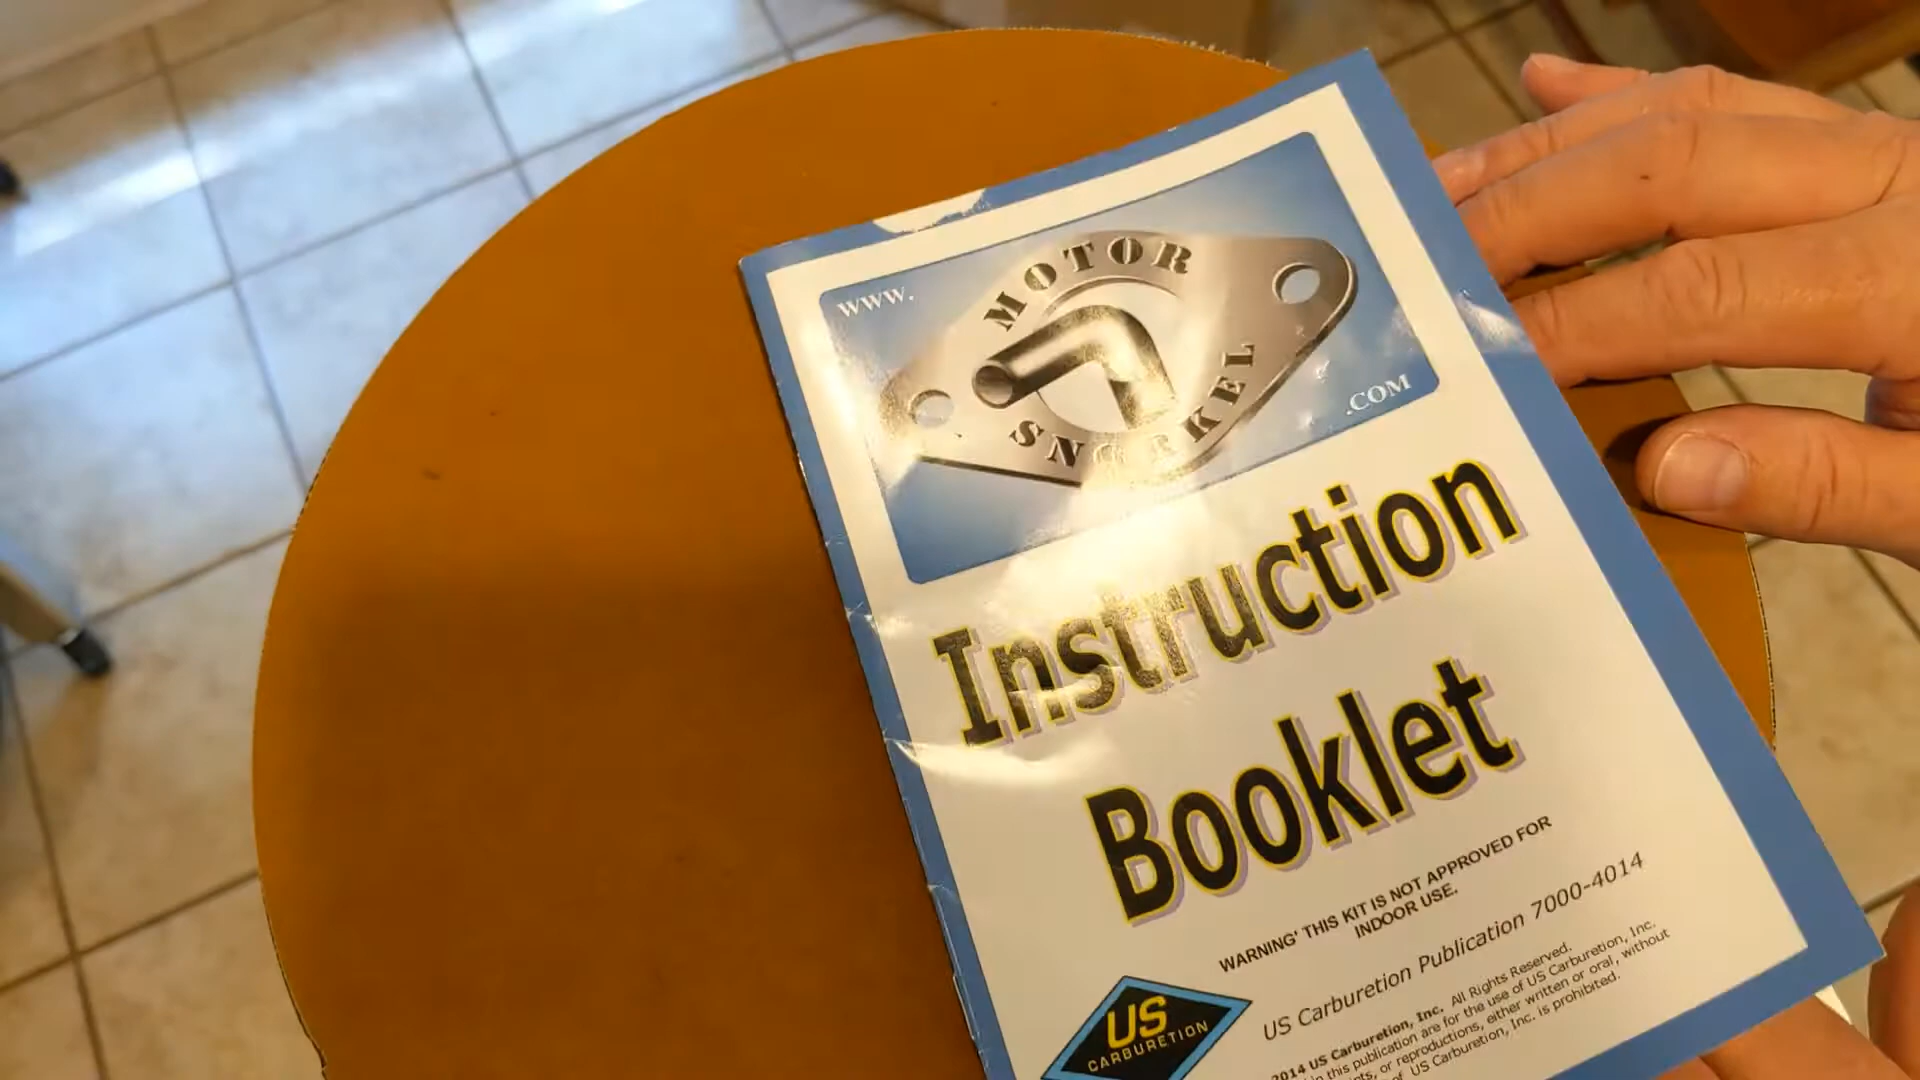 www.
MOTOR
SNORKEL
.COM
Instruction
Booklet
WARNING' THIS KIT IS NOT APPROVED FOR
INDOOR USE.
US Carburetion Publication 7000-4014
2014 US Carburetion, Inc. All Rights Reserved.
in this publication are for the use of US Carburetion, Inc.
or reproductions, either written or oral, without
of US Carburetion, Inc. is prohibited.
US
CARBURETION